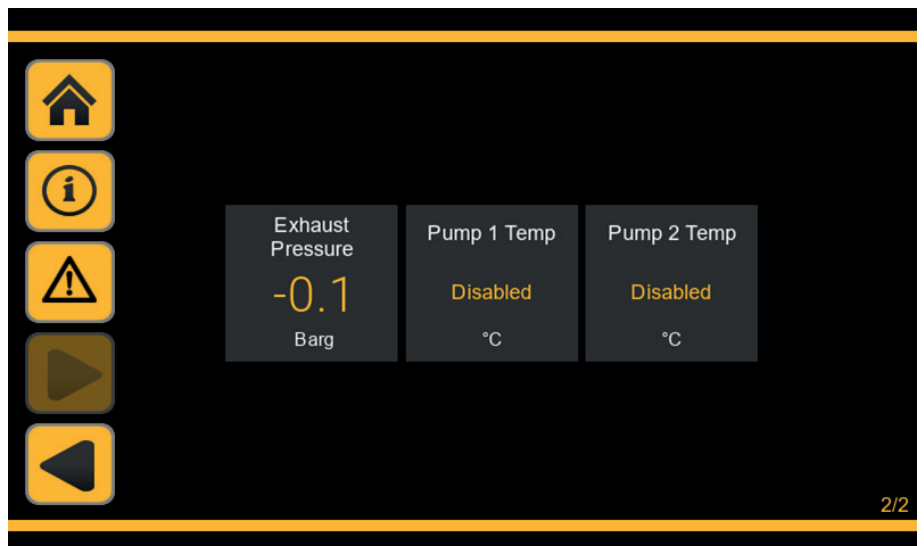 Exhaust
Pressure
-0.1
Barg
Pump 1 Temp
Disabled
°C
Pump 2 Temp
Disabled
°C
2/2